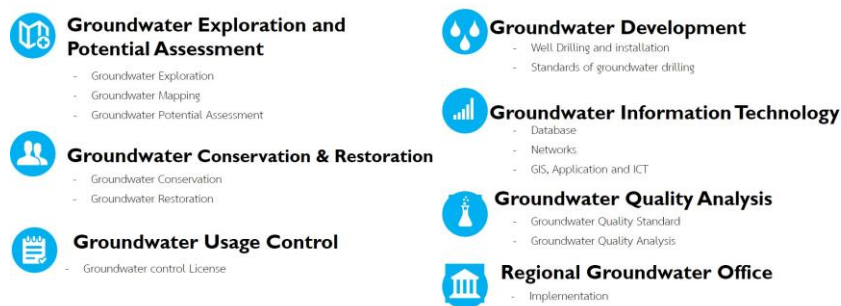 Groundwater Exploration and
Potential Assessment
- Groundwater Exploration
- Groundwater Mapping
- Groundwater Potential Assessment
Groundwater Conservation & Restoration
- Groundwater Conservation
- Groundwater Restoration
Groundwater Usage Control
- Groundwater control License
Groundwater Development
- Well Drilling and installation
- Standards of groundwater drilling
Groundwater Information Technology
- Database
- Networks
- GIS, Application and ICT
Groundwater Quality Analysis
- Groundwater Quality Standard
- Groundwater Quality Analysis
Regional Groundwater Office
- Implementation